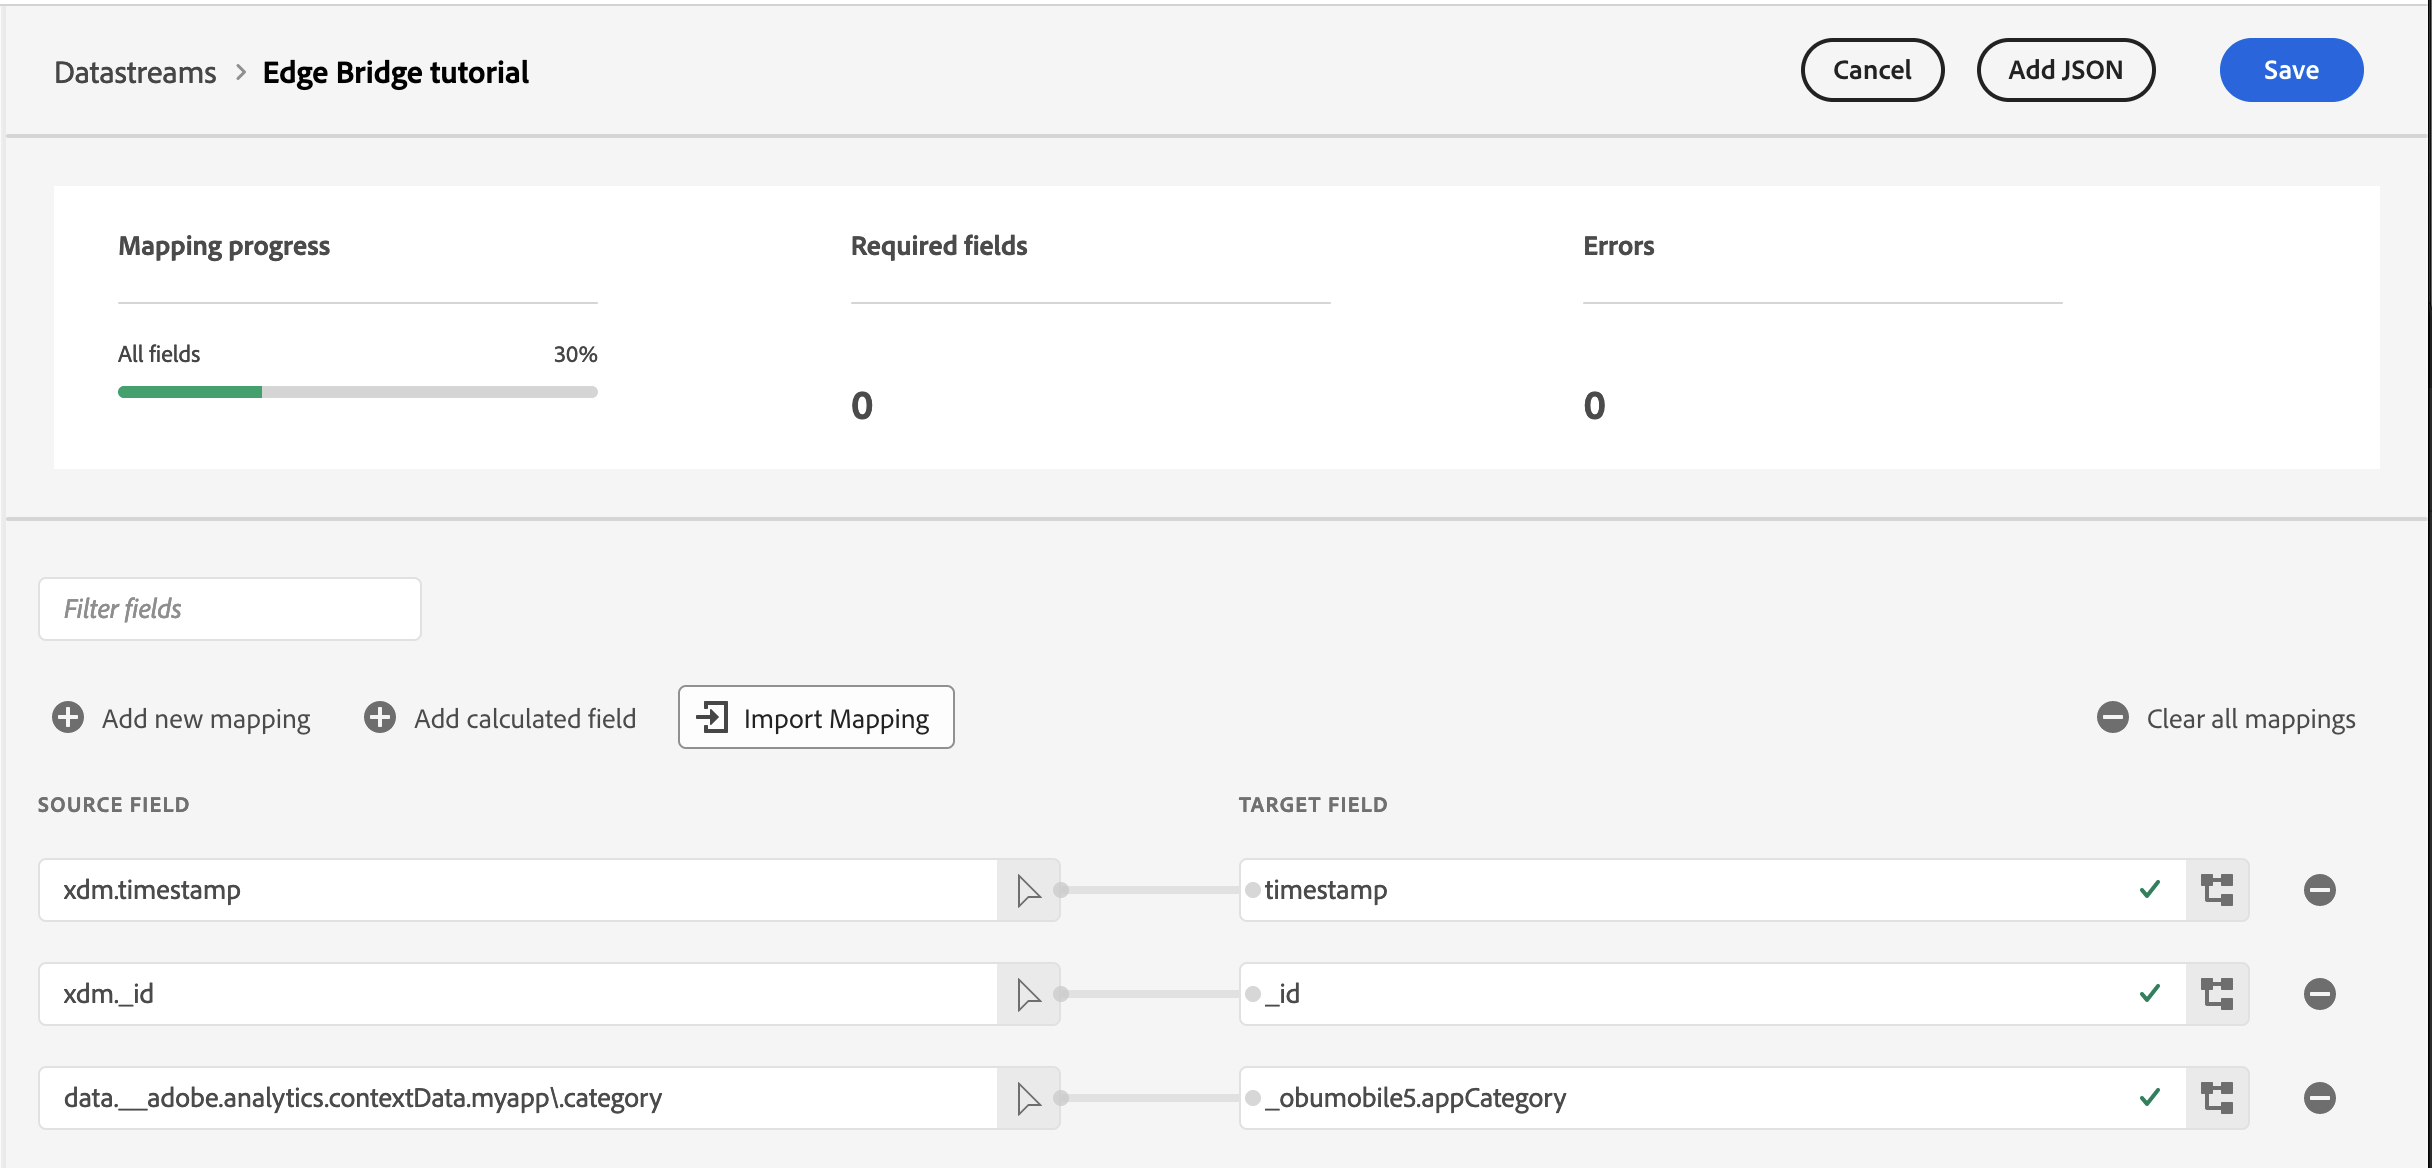 Datastreams > Edge Bridge tutorial
Cancel
Add JSON
Save
Mapping progress
Required fields
Errors
All fields 30%
0
0
Filter fields
Add new mapping
Add calculated field
Import Mapping
Clear all mappings
SOURCE FIELD
TARGET FIELD
xdm.timestamp
timestamp
xdm._id
_id
data.__adobe.analytics.contextData.myapp\.category
_obumobile5.appCategory